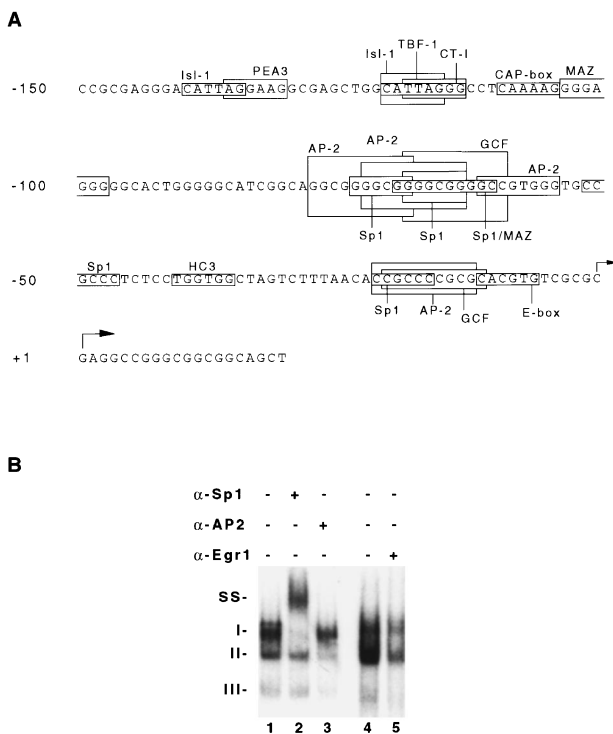 A
Isl-1 PEA3 Isl-1 TBF-1 CT-I CAP-box MAZ
-150 CCGCGAGGGACATTAGGAAGGCGAGCTGGCATTAGGGCCTCAAAAGGGGA
AP-2 AP-2 GCF AP-2
-100 GGGGGCACTGGGGGCATCGGCAGGCGGGGCGGGGCGGGGCCGTGGGTGCC
Sp1 Sp1 Sp1/MAZ
Sp1 HC3
-50 GCCCTCTCCTGGTGGCTAGTCTTTAACACCGCCCCGCGCACGTGTCGCGC
Sp1 AP-2 GCF E-box
+1 GAGGCCGGGCGGCGGCAGCT
B
α-Sp1 - + - - -
α-AP2 - - + - -
α-Egr1 - - - - +
SS-
I-
II-
III-
1 2 3 4 5